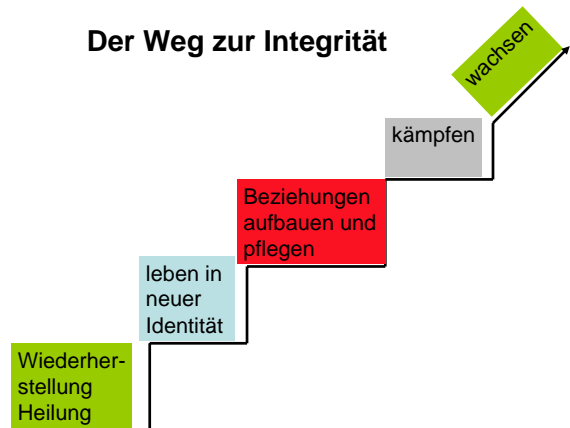 Der Weg zur Integrität
wachsen
kämpfen
Beziehungen
aufbauen und
pflegen
leben in
neuer
Identität
Wiederher-
stellung
Heilung